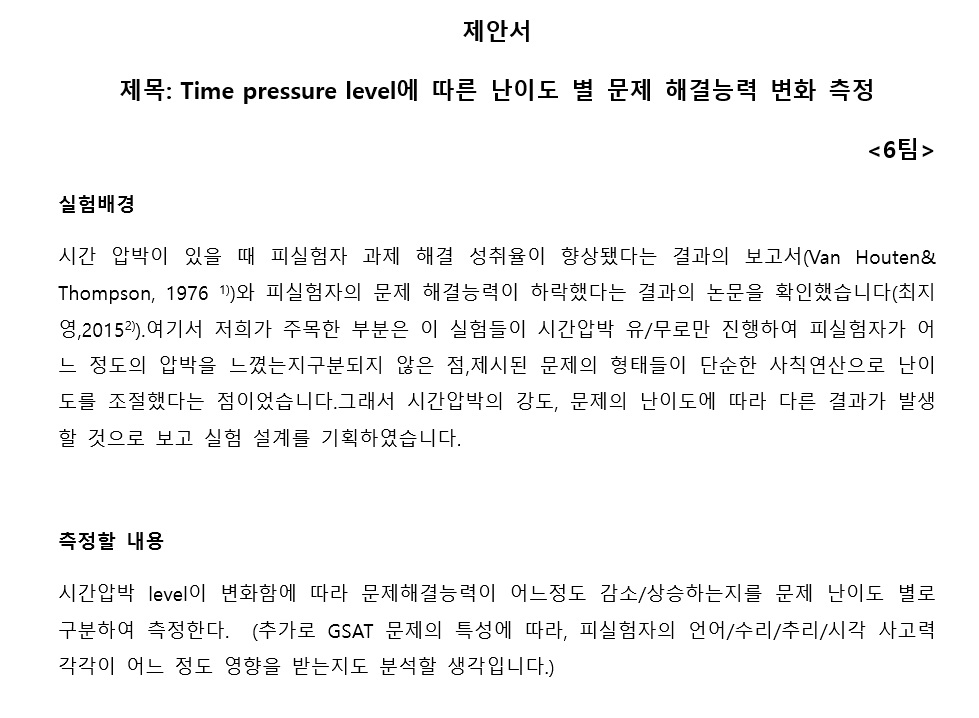 제안서
제목: Time pressure level에 따른 난이도 별 문제 해결능력 변화 측정
<6팀>
실험배경
시간 압박이 있을 때 피실험자 과제 해결 성취율이 향상됐다는 결과의 보고서(Van Houten&
Thompson, 1976 1))와 피실험자의 문제 해결능력이 하락했다는 결과의 논문을 확인했습니다(최지
영,20152)).여기서 저희가 주목한 부분은 이 실험들이 시간압박 유/무로만 진행하여 피실험자가 어
느 정도의 압박을 느꼈는지구분되지 않은 점,제시된 문제의 형태들이 단순한 사칙연산으로 난이
도를 조절했다는 점이었습니다.그래서 시간압박의 강도, 문제의 난이도에 따라 다른 결과가 발생
할 것으로 보고 실험 설계를 기획하였습니다.
측정할 내용
시간압박 level이 변화함에 따라 문제해결능력이 어느정도 감소/상승하는지를 문제 난이도 별로
구분하여 측정한다. (추가로 GSAT 문제의 특성에 따라, 피실험자의 언어/수리/추리/시각 사고력
각각이 어느 정도 영향을 받는지도 분석할 생각입니다.)